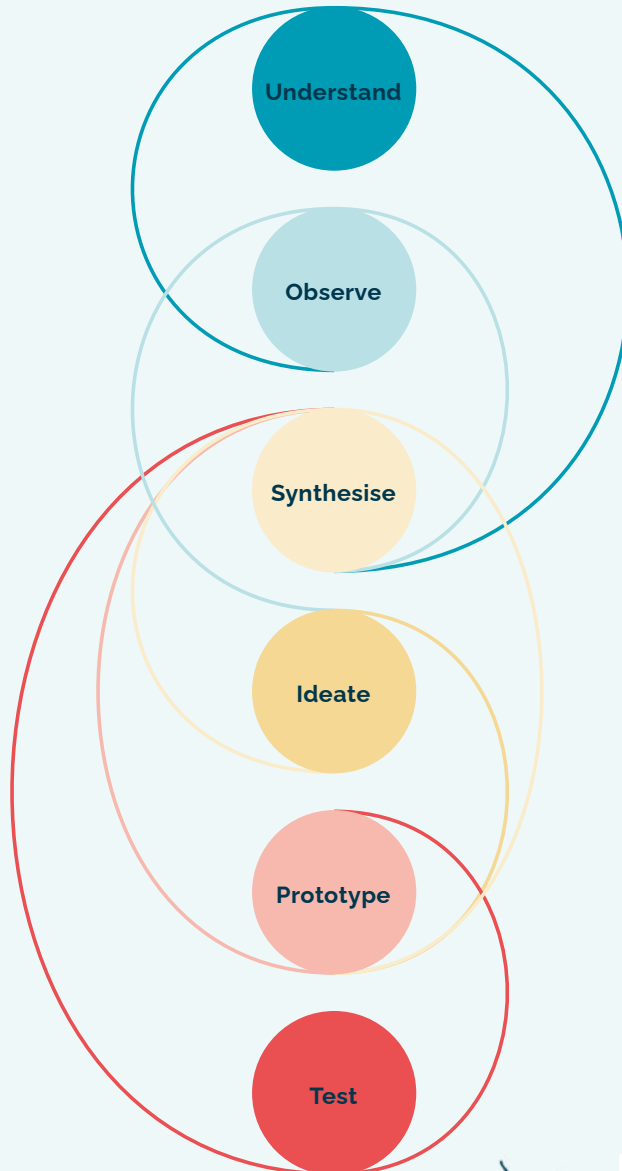 Understand
Observe
Synthesise
Ideate
Prototype
Test